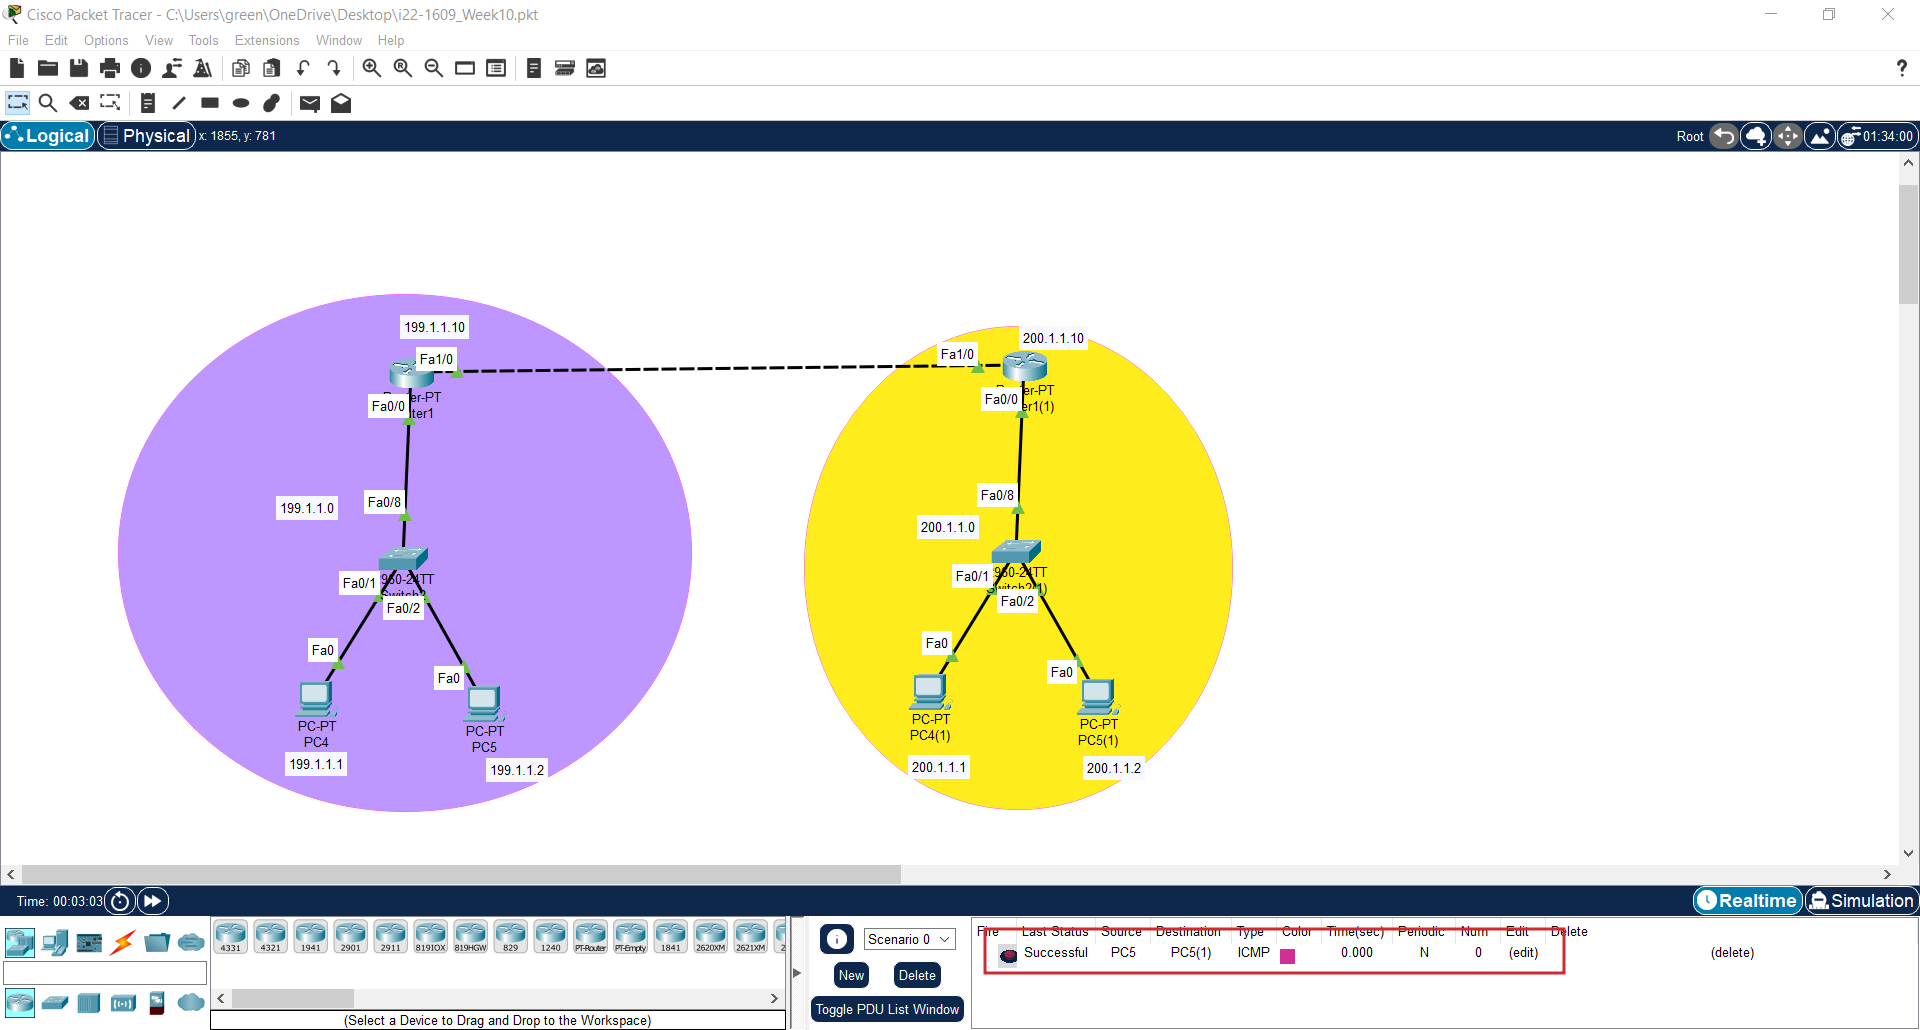 Cisco Packet Tracer - C:\Users\green\OneDrive\Desktop\i22-1609_Week10.pkt
File Edit Options View Tools Extensions Window Help
?
Logical Physical x: 1855, y: 781 Root 01:34:00
199.1.1.10
200.1.1.10
Fa1/0
Fa1/0
er-PT
Fa0/0
ter1
-PT
Fa0/0
er1(1)
199.1.1.0
Fa0/8
Fa0/8
200.1.1.0
960-24TT
Fa0/1
Fa0/2
960-24TT
Fa0/1
Fa0/2
Fa0
Fa0
Fa0
Fa0
PC-PT
PC4
199.1.1.1
PC-PT
PC5
199.1.1.2
PC-PT
PC4(1)
200.1.1.1
PC-PT
PC5(1)
200.1.1.2
Time: 00:03:03 Realtime Simulation
4331 4321 1941 2901 2911 819IOX 819HGW 829 1240 PT-Router PT-Empty 1841 2620XM 2621XM 2
(Select a Device to Drag and Drop to the Workspace)
Scenario 0
New Delete
Toggle PDU List Window
Fire Last Status Source Destination Type Color Time(sec) Periodic Num Edit Delete
Successful PC5 PC5(1) ICMP 0.000 N 0 (edit) (delete)